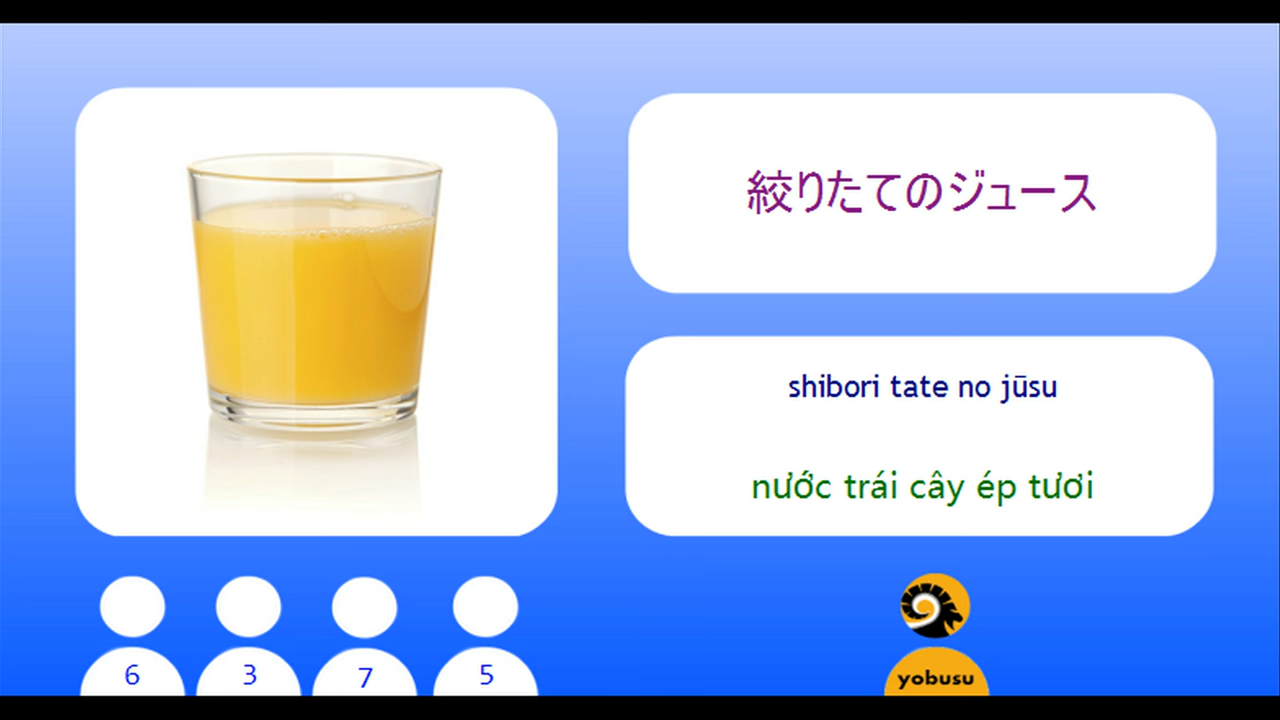 絞りたてのジュース
shibori tate no jūsu
nước trái cây ép tươi
6 3 7 5
yobusu